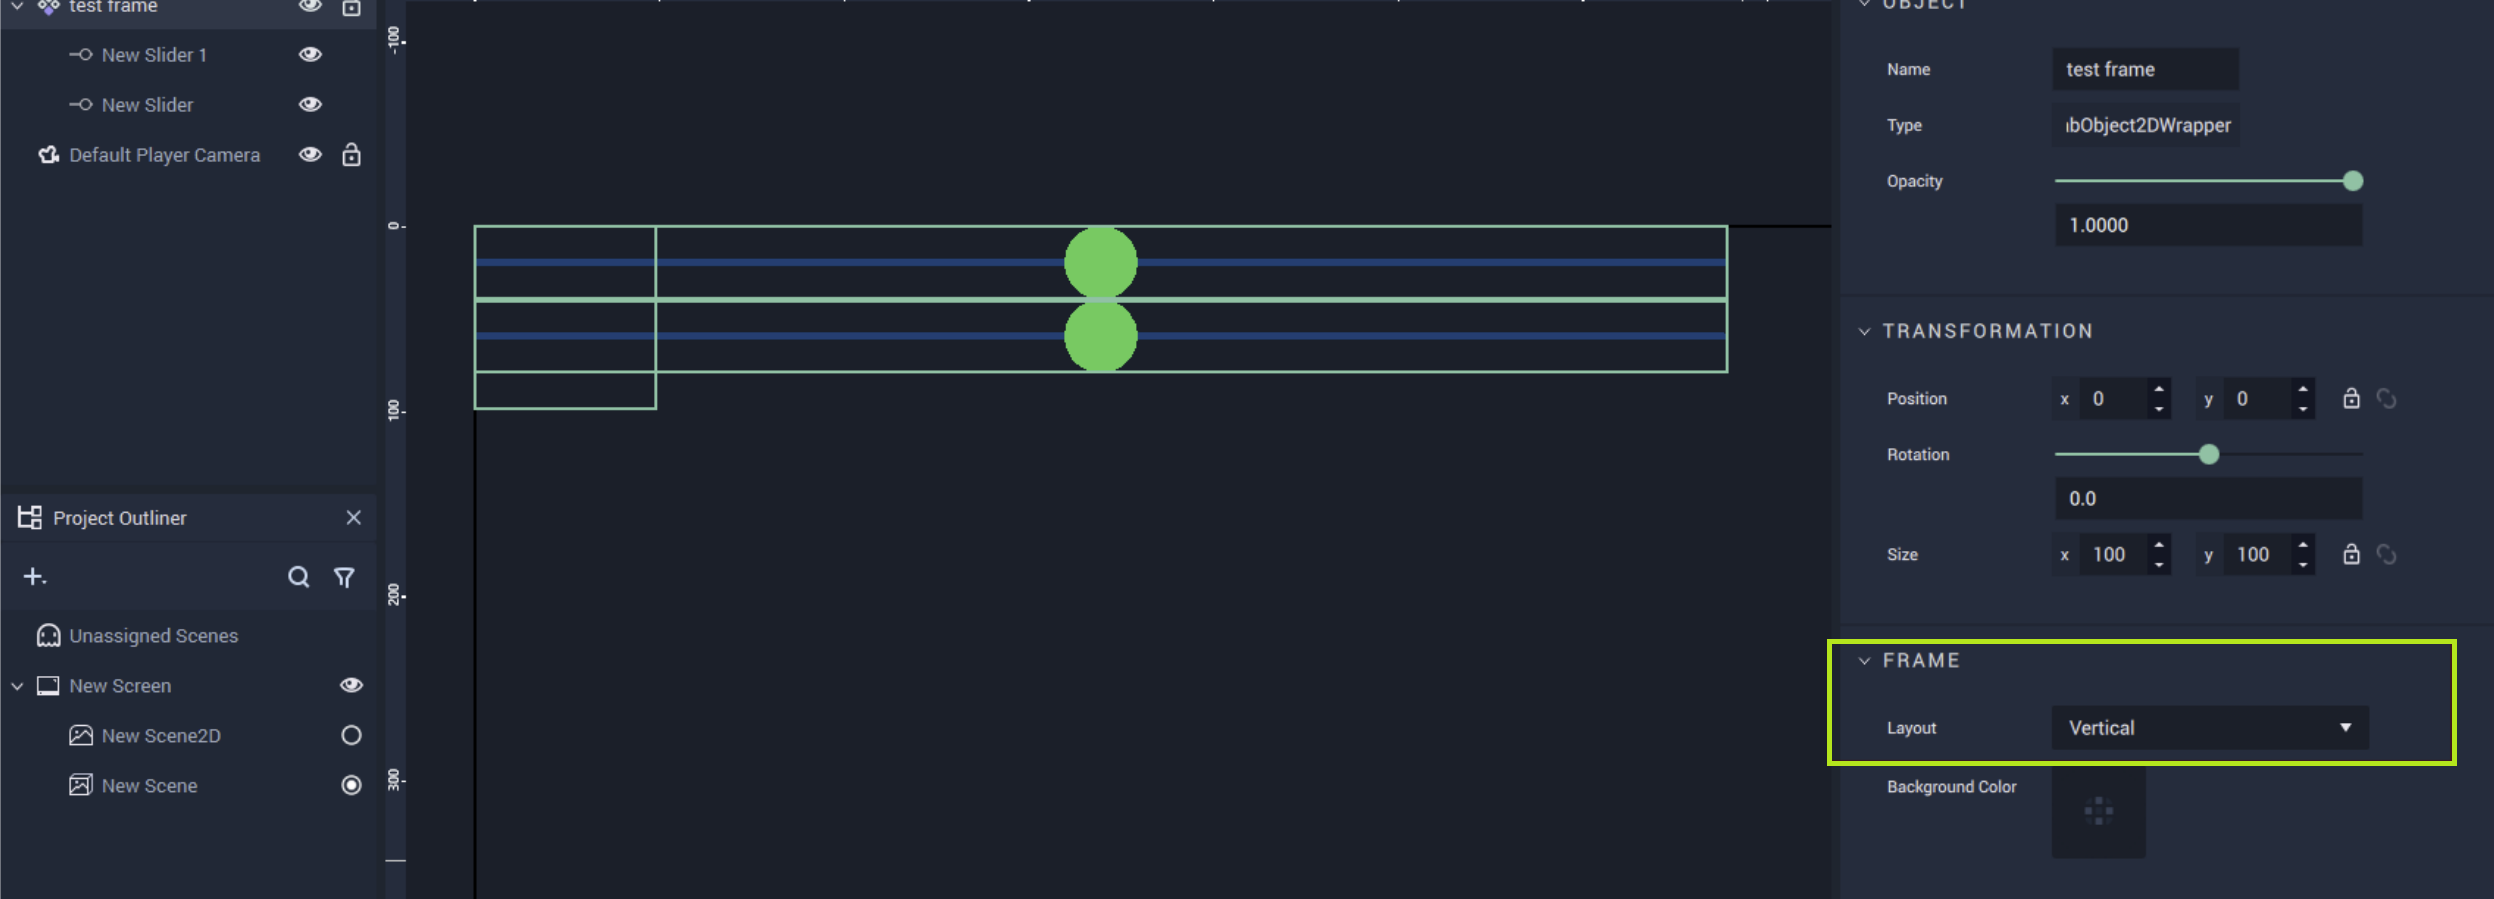 test frame
New Slider 1
New Slider
Default Player Camera
Project Outliner
Unassigned Scenes
New Screen
New Scene2D
New Scene
-100
0
100
200
300
OBJECT
Name
test frame
Type
bObject2DWrapper
Opacity
1.0000
TRANSFORMATION
Position x 0 y 0
Rotation
0.0
Size x 100 y 100
FRAME
Layout Vertical
Background Color